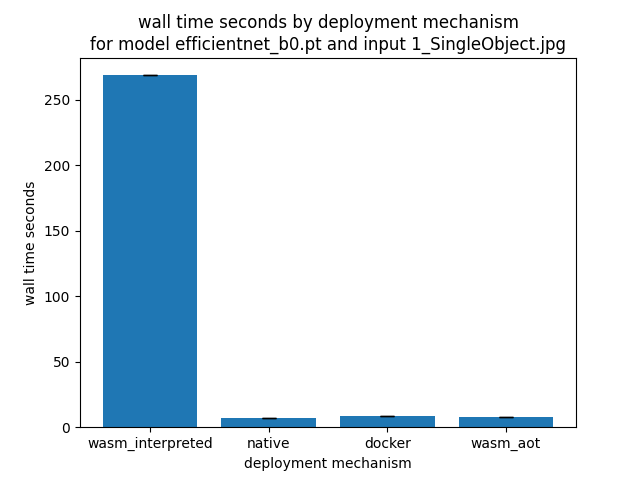 wall time seconds by deployment mechanism
for model efficientnet_b0.pt and input 1_SingleObject.jpg
wall time seconds
250
200
150
100
50
0
wasm_interpreted
native
docker
wasm_aot
deployment mechanism